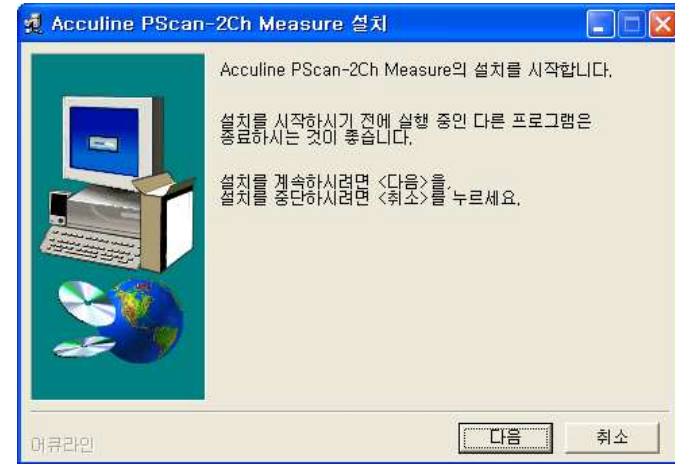 Acculine PScan-2Ch Measure 설치
Acculine PScan-2Ch Measure의 설치를 시작합니다.
설치를 시작하시기 전에 실행 중인 다른 프로그램은
종료하시는 것이 좋습니다.
설치를 계속하시려면 <다음>을,
설치를 중단하시려면 <취소>를 누르세요.
어큐라인
다음
취소